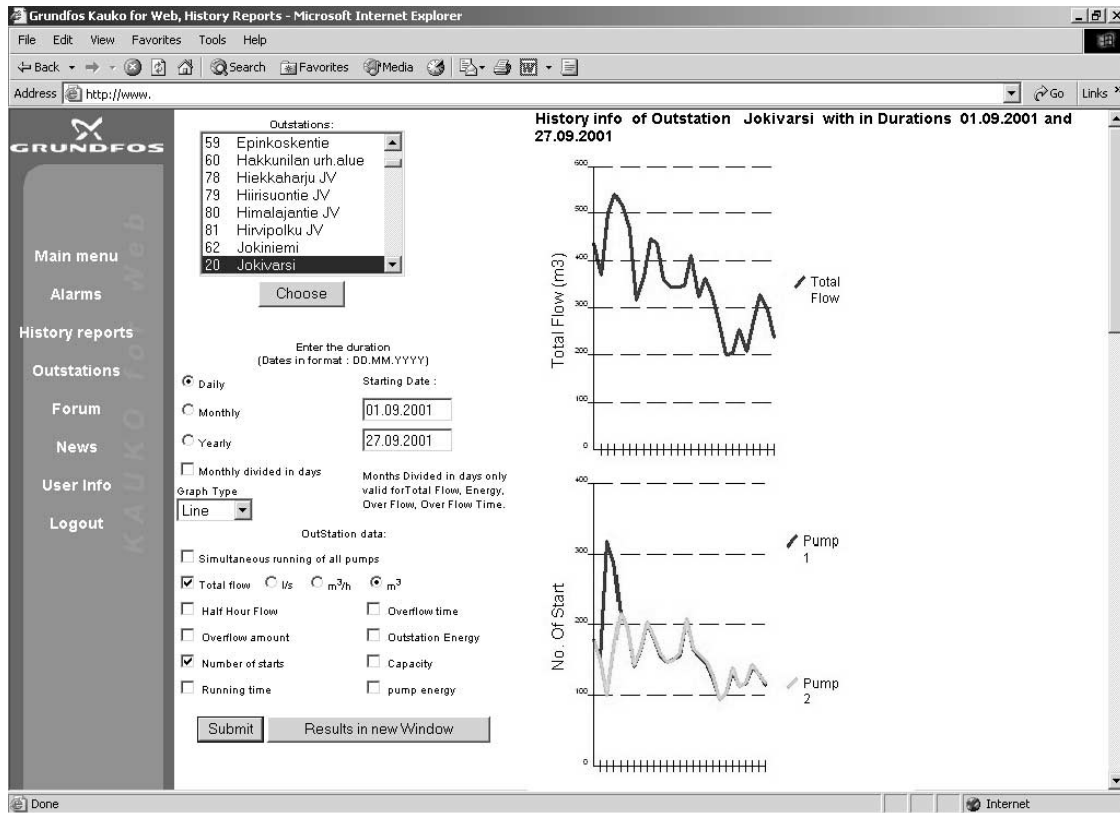 Grundfos Kauko for Web, History Reports - Microsoft Internet Explorer
File Edit View Favorites Tools Help
Back Search Favorites Media
Address http://www. Go Links »
GRUNDFOS
KAUKO for Web
Main menu
Alarms
History reports
Outstations
Forum
News
User Info
Logout
Outstations:
59 Epinkoskentie
60 Hakkunilan urh.alue
78 Hiekkaharju JV
79 Hiirisuontie JV
80 Himalajantie JV
81 Hirvipolku JV
62 Jokiniemi
20 Jokivarsi
Choose
Enter the duration
(Dates in format : DD.MM.YYYY)
Daily Starting Date :
Monthly 01.09.2001
Yearly 27.09.2001
Monthly divided in days
Months Divided in days only
valid forTotal Flow, Energy,
Over Flow, Over Flow Time.
Graph Type
Line
OutStation data:
Simultaneous running of all pumps
Total flow l/s m³/h m³
Half Hour Flow Overflow time
Overflow amount Outstation Energy
Number of starts Capacity
Running time pump energy
Submit Results in new Window
History info of Outstation Jokivarsi with in Durations 01.09.2001 and
27.09.2001
600
500
400
300
200
100
0
Total Flow (m3)
Total
Flow
400
300
200
100
0
No. Of Start
Pump
1
Pump
2
Done Internet